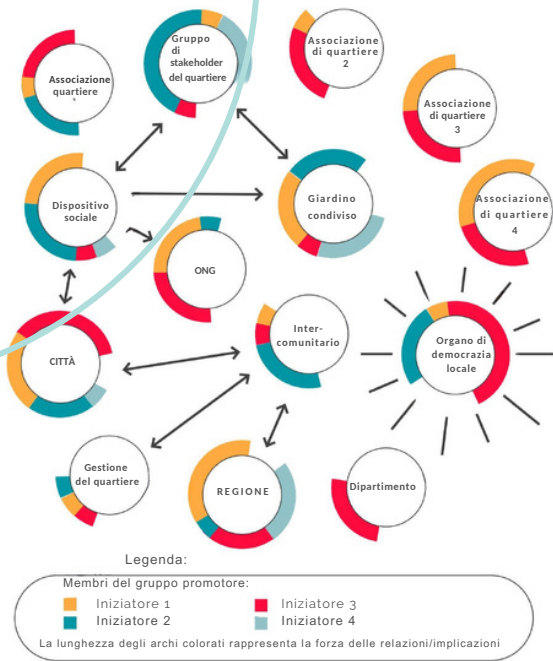 Gruppo
di
stakeholder
del quartiere
Associazione
di quartiere
2
Associazione
quartiere
Associazione
di quartiere
3
Dispositivo
sociale
Giardino
condiviso
Associazione
di quartiere
4
ONG
Inter-
comunitario
Organo di
democrazia
locale
CITTÀ
Gestione
del quartiere
REGIONE
Dipartimento
Legenda:
Membri del gruppo promotore:
Iniziatore 1
Iniziatore 3
Iniziatore 2
Iniziatore 4
La lunghezza degli archi colorati rappresenta la forza delle relazioni/implicazioni